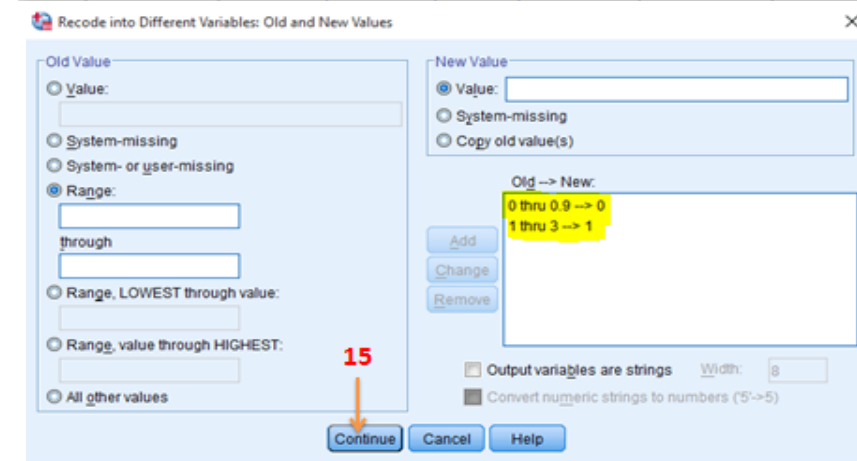 Recode into Different Variables: Old and New Values
Old Value
Value:
System-missing
System- or user-missing
Range:
through
Range, LOWEST through value:
Range, value through HIGHEST:
All other values
New Value
Value:
System-missing
Copy old value(s)
Old --> New:
0 thru 0.9 --> 0
1 thru 3 --> 1
Add
Change
Remove
Output variables are strings Width: 8
Convert numeric strings to numbers ('5'->5)
15
Continue Cancel Help